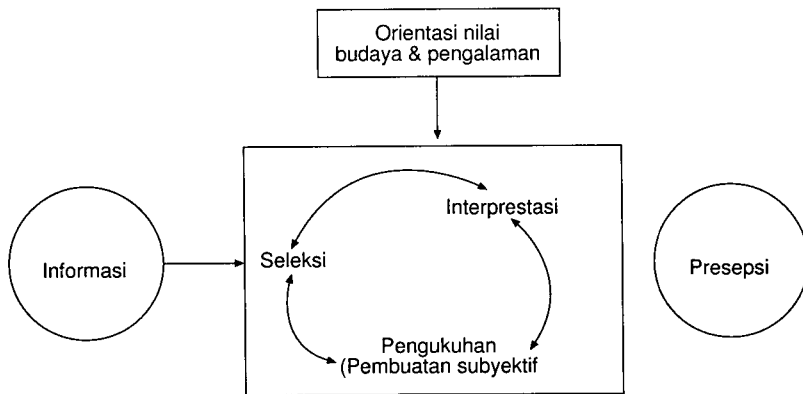 Orientasi nilai
budaya & pengalaman
Informasi
Seleksi
Interprestasi
Pengukuhan
(Pembuatan subyektif
Presepsi